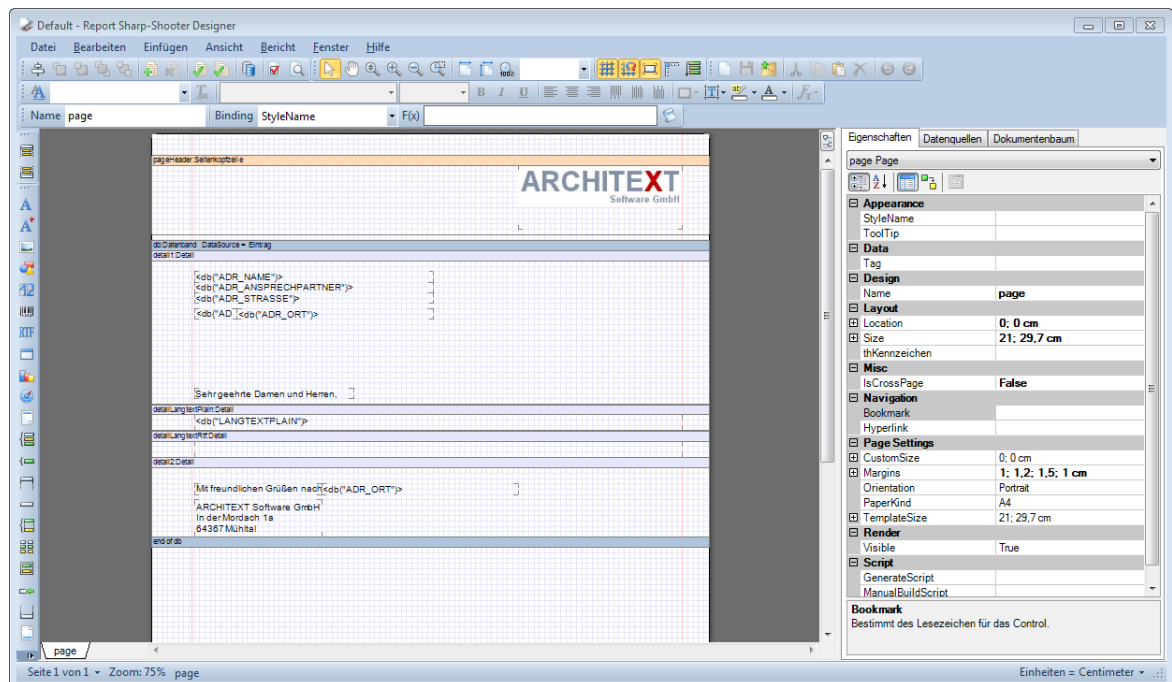 Default - Report Sharp-Shooter Designer
Datei Bearbeiten Einfügen Ansicht Bericht Fenster Hilfe
100%
B I U
Name page Binding StyleName F(x)
pageHeader:Seitenkopfzeile
ARCHITEXT
Software GmbH
db:Datenband DataSource = Eintrag
detail1:Detail
<db("ADR_NAME")>
<db("ADR_ANSPRECHPARTNER")>
<db("ADR_STRASSE")>
<db("AD <db("ADR_ORT")>
Sehr geehrte Damen und Herren,
detailLangtextPlain:Detail
<db("LANGTEXTPLAIN")>
detailLangtextRtf:Detail
detail2:Detail
Mit freundlichen Grüßen nach <db("ADR_ORT")>
ARCHITEXT Software GmbH
In der Mordach 1a
64367 Mühltal
end of db
RTF
page
Eigenschaften Datenquellen Dokumentenbaum
page Page
Appearance
StyleName
ToolTip
Data
Tag
Design
Name page
Layout
Location 0; 0 cm
Size 21; 29,7 cm
thKennzeichen
Misc
IsCrossPage False
Navigation
Bookmark
Hyperlink
Page Settings
CustomSize 0; 0 cm
Margins 1; 1,2; 1,5; 1 cm
Orientation Portrait
PaperKind A4
TemplateSize 21; 29,7 cm
Render
Visible True
Script
GenerateScript
ManualBuildScript
Bookmark
Bestimmt des Lesezeichen für das Control.
Seite 1 von 1 Zoom: 75% page Einheiten = Centimeter